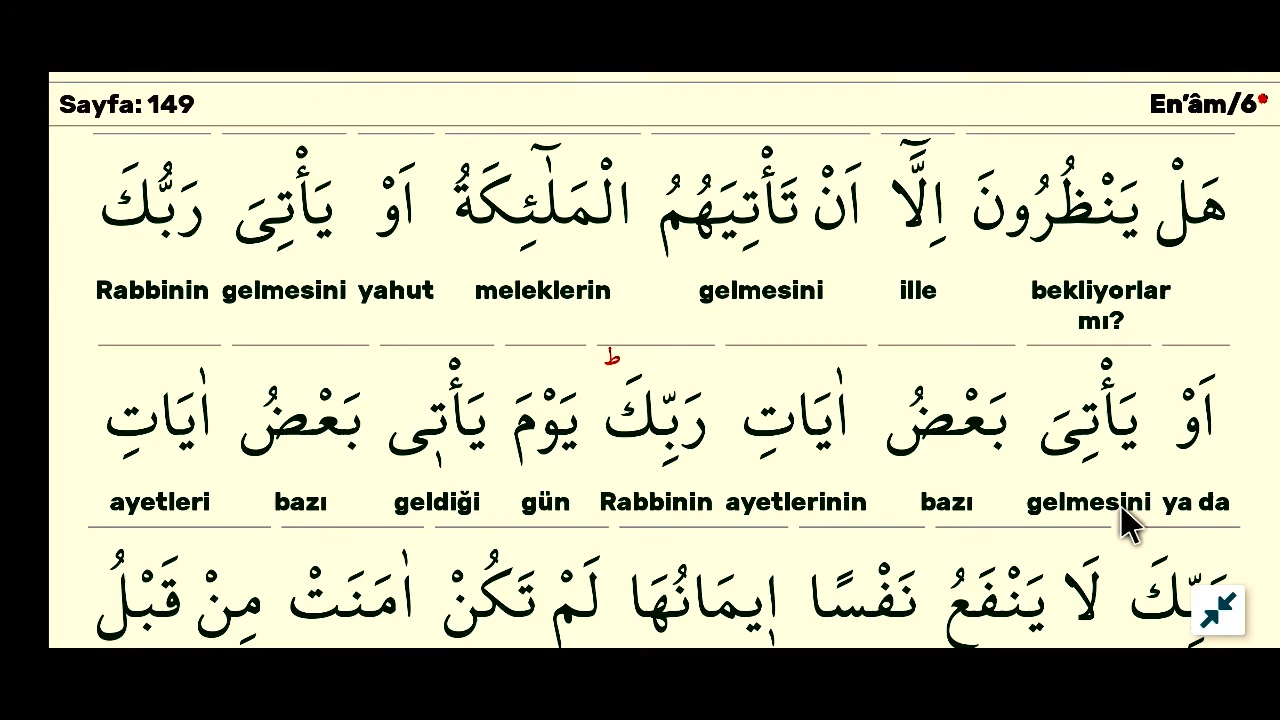 Sayfa: 149 En'âm/6*
هَلْ يَنْظُرُونَ اِلَّٓا اَنْ تَأْتِيَهُمُ الْمَلٰٓئِكَةُ اَوْ يَأْتِيَ رَبُّكَ
Rabbinin gelmesini yahut meleklerin gelmesini ille bekliyorlar
mı?
ط
اَوْ يَأْتِيَ بَعْضُ اٰيَاتِ رَبِّكَ يَوْمَ يَأْتٖي بَعْضُ اٰيَاتِ
ayetleri bazı geldiği gün Rabbinin ayetlerinin bazı gelmesini ya da
رَبِّكَ لَا يَنْفَعُ نَفْسًا اٖيمَانُهَا لَمْ تَكُنْ اٰمَنَتْ مِنْ قَبْلُ